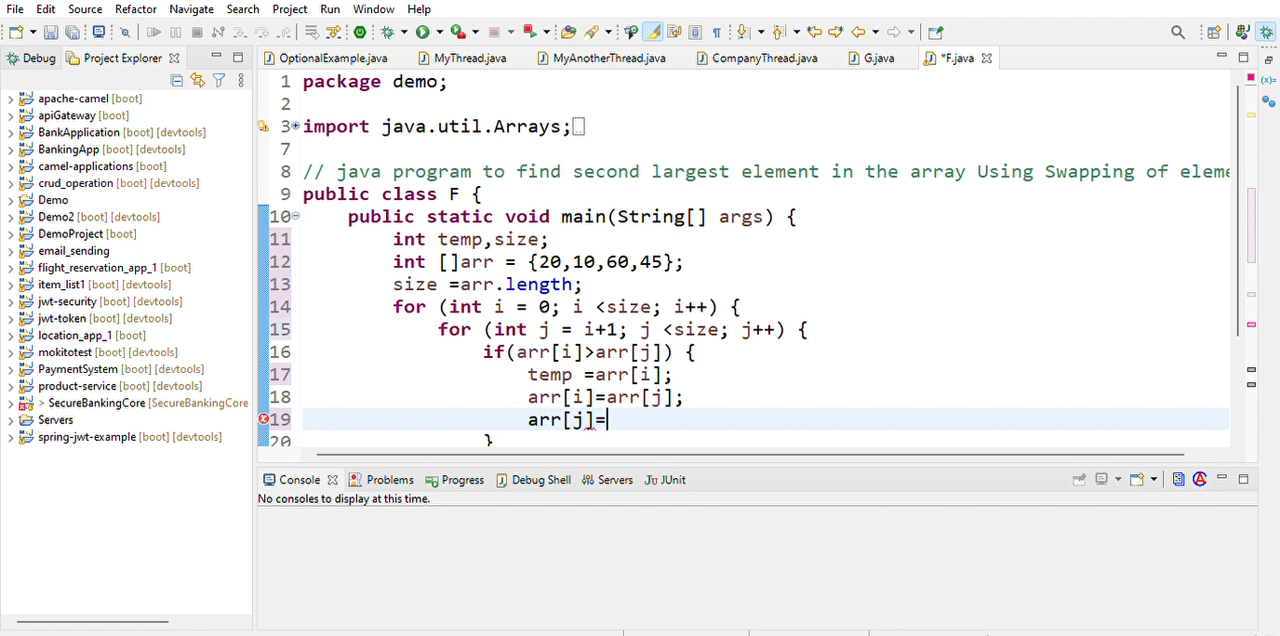 File Edit Source Refactor Navigate Search Project Run Window Help
Debug Project Explorer
OptionalExample.java MyThread.java MyAnotherThread.java CompanyThread.java G.java *F.java
apache-camel [boot]
apiGateway [boot]
BankApplication [boot] [devtools]
BankingApp [boot] [devtools]
camel-applications [boot]
crud_operation [boot] [devtools]
Demo
Demo2 [boot] [devtools]
DemoProject [boot]
email_sending
flight_reservation_app_1 [boot]
item_list1 [boot] [devtools]
jwt-security [boot] [devtools]
jwt-token [boot] [devtools]
location_app_1 [boot]
mokitotest [boot] [devtools]
PaymentSystem [boot]
product-service [boot] [devtools]
> SecureBankingCore [SecureBankingCore
Servers
spring-jwt-example [boot] [devtools]
1 package demo;
2
3 import java.util.Arrays;
7
8 // java program to find second largest element in the array Using Swapping of eleme
9 public class F {
10 public static void main(String[] args) {
11 int temp,size;
12 int []arr = {20,10,60,45};
13 size =arr.length;
14 for (int i = 0; i <size; i++) {
15 for (int j = i+1; j <size; j++) {
16 if(arr[i]>arr[j]) {
17 temp =arr[i];
18 arr[i]=arr[j];
19 arr[j]=
20 }
Console Problems Progress Debug Shell Servers JUnit
No consoles to display at this time.